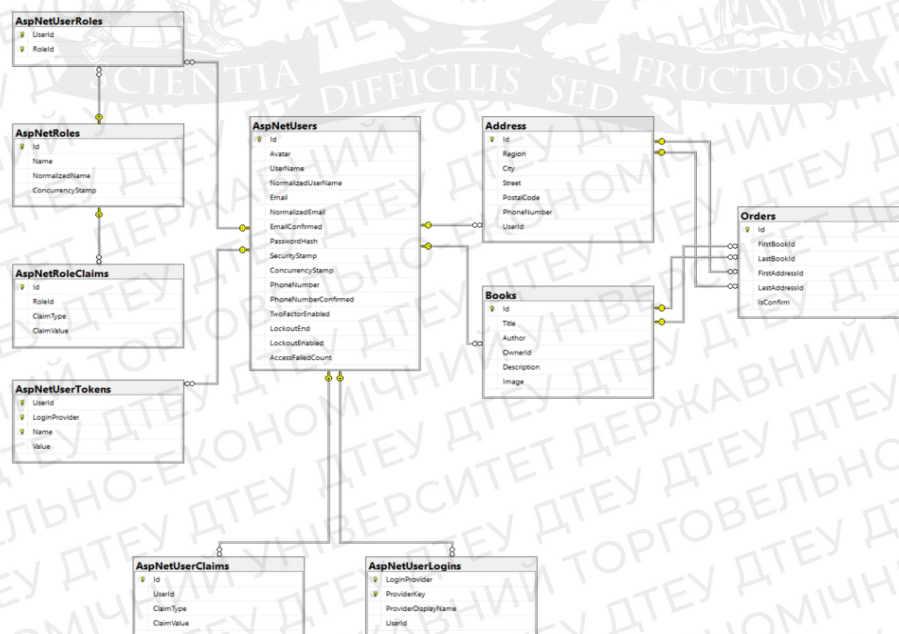 AspNetUserRoles
UserId
RoleId
SCIENTIA DIFFICILIS SED FRUCTUOSA
AspNetRoles
Id
Name
NormalizedName
ConcurrencyStamp
AspNetRoleClaims
Id
RoleId
ClaimType
ClaimValue
AspNetUserTokens
UserId
LoginProvider
Name
Value
AspNetUsers
Id
Avatar
UserName
NormalizedUserName
Email
NormalizedEmail
EmailConfirmed
PasswordHash
SecurityStamp
ConcurrencyStamp
PhoneNumber
PhoneNumberConfirmed
TwoFactorEnabled
LockoutEnd
LockoutEnabled
AccessFailedCount
Address
Id
Region
City
Street
PostalCode
PhoneNumber
UserId
Books
Id
Title
Author
OwnerId
Description
Image
Orders
Id
FirstBookId
LastBookId
FirstAddressId
LastAddressId
IsConfirm
AspNetUserClaims
Id
UserId
ClaimType
ClaimValue
AspNetUserLogins
LoginProvider
ProviderKey
ProviderDisplayName
UserId